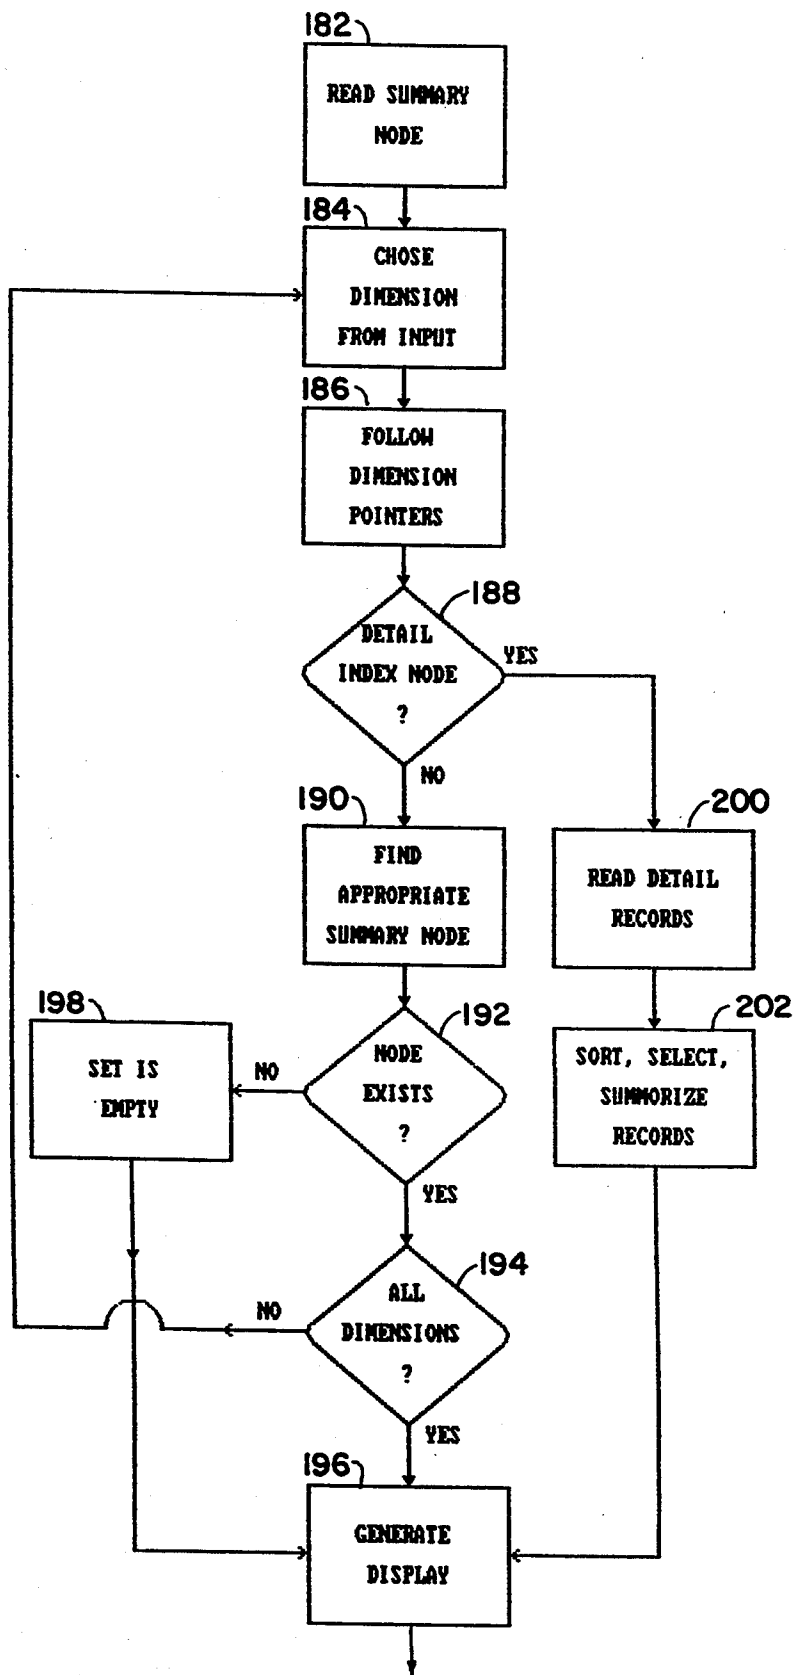 182
READ SUMMARY
NODE
184
CHOSE
DIMENSION
FROM INPUT
186
FOLLOW
DIMENSION
POINTERS
188
DETAIL
INDEX NODE
?
YES
NO
190
FIND
APPROPRIATE
SUMMARY NODE
200
READ DETAIL
RECORDS
198
SET IS
EMPTY
NO
192
NODE
EXISTS
?
YES
202
SORT, SELECT,
SUMMORIZE
RECORDS
194
ALL
DIMENSIONS
?
NO
YES
196
GENERATE
DISPLAY